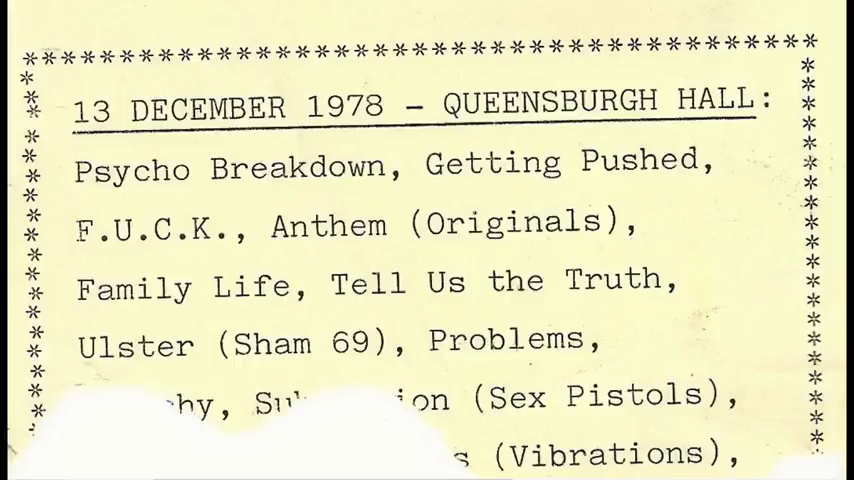 13 DECEMBER 1978 - QUEENSBURGH HALL:
Psycho Breakdown, Getting Pushed,
F.U.C.K., Anthem (Originals),
Family Life, Tell Us the Truth,
Ulster (Sham 69), Problems,
(Sex Pistols),
(Vibrations),